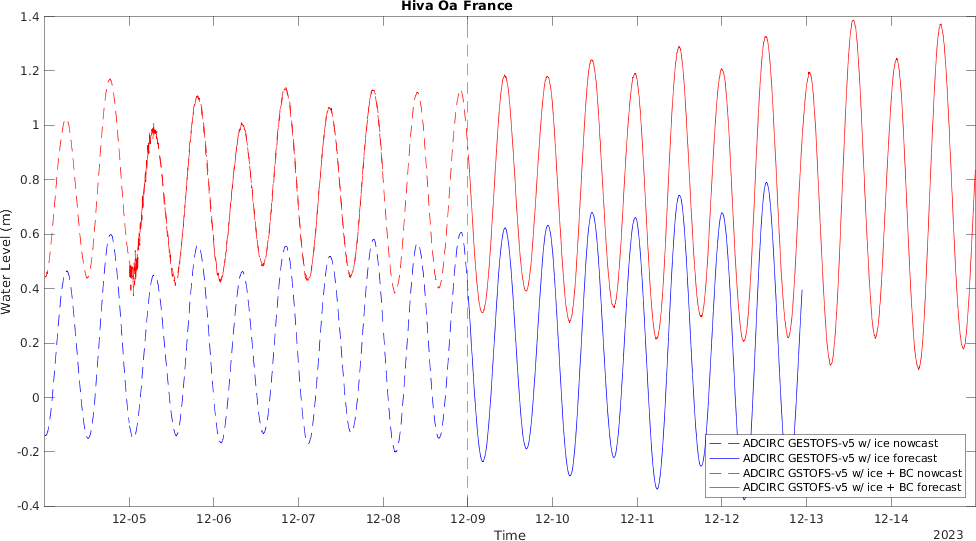 Hiva Oa France
1.4
1.2
1
0.8
0.6
0.4
0.2
0
-0.2
-0.4
Water Level (m)
12-05 12-06 12-07 12-08 12-09 12-10 12-11 12-12 12-13 12-14
Time
2023
ADCIRC GESTOFS-v5 w/ ice nowcast
ADCIRC GESTOFS-v5 w/ ice forecast
ADCIRC GSTOFS-v5 w/ ice + BC nowcast
ADCIRC GSTOFS-v5 w/ ice + BC forecast